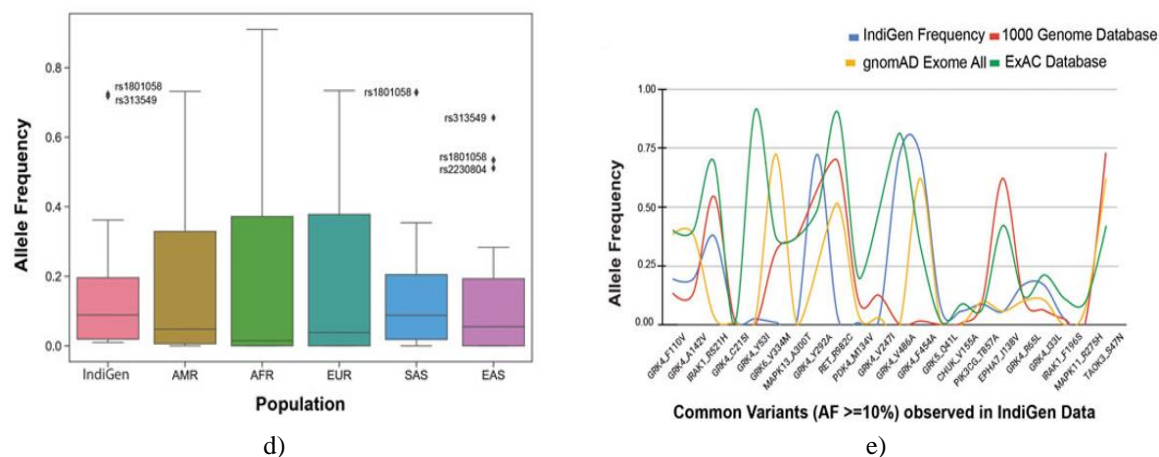 Allele Frequency
0.8
0.6
0.4
0.2
0.0
rs1801058
rs313549
rs1801058
rs313549
rs1801058
rs2230804
IndiGen
AMR
AFR
EUR
SAS
EAS
Population
d)
IndiGen Frequency
1000 Genome Database
gnomAD Exome All
ExAC Database
Allele Frequency
1.00
0.75
0.50
0.25
0.00
GRK4_F110V
GRK4_A142V
IRAK1_R521H
GRK4_C215I
GRK4_V53I
GRK6_V334M
MAPK13_A300T
GRK4_Y292A
RET_R982C
PDK4_M134V
GRK4_V247I
GRK4_V486A
GRK4_F454A
GRK5_Q41L
CHUK_V155A
PIK3CG_T857A
EPHA7_I138V
GRK4_R65L
GRK4_I33L
IRAK1_F196S
MAPK11_R275H
TAOK3_S47N
Common Variants (AF >=10%) observed in IndiGen Data
e)